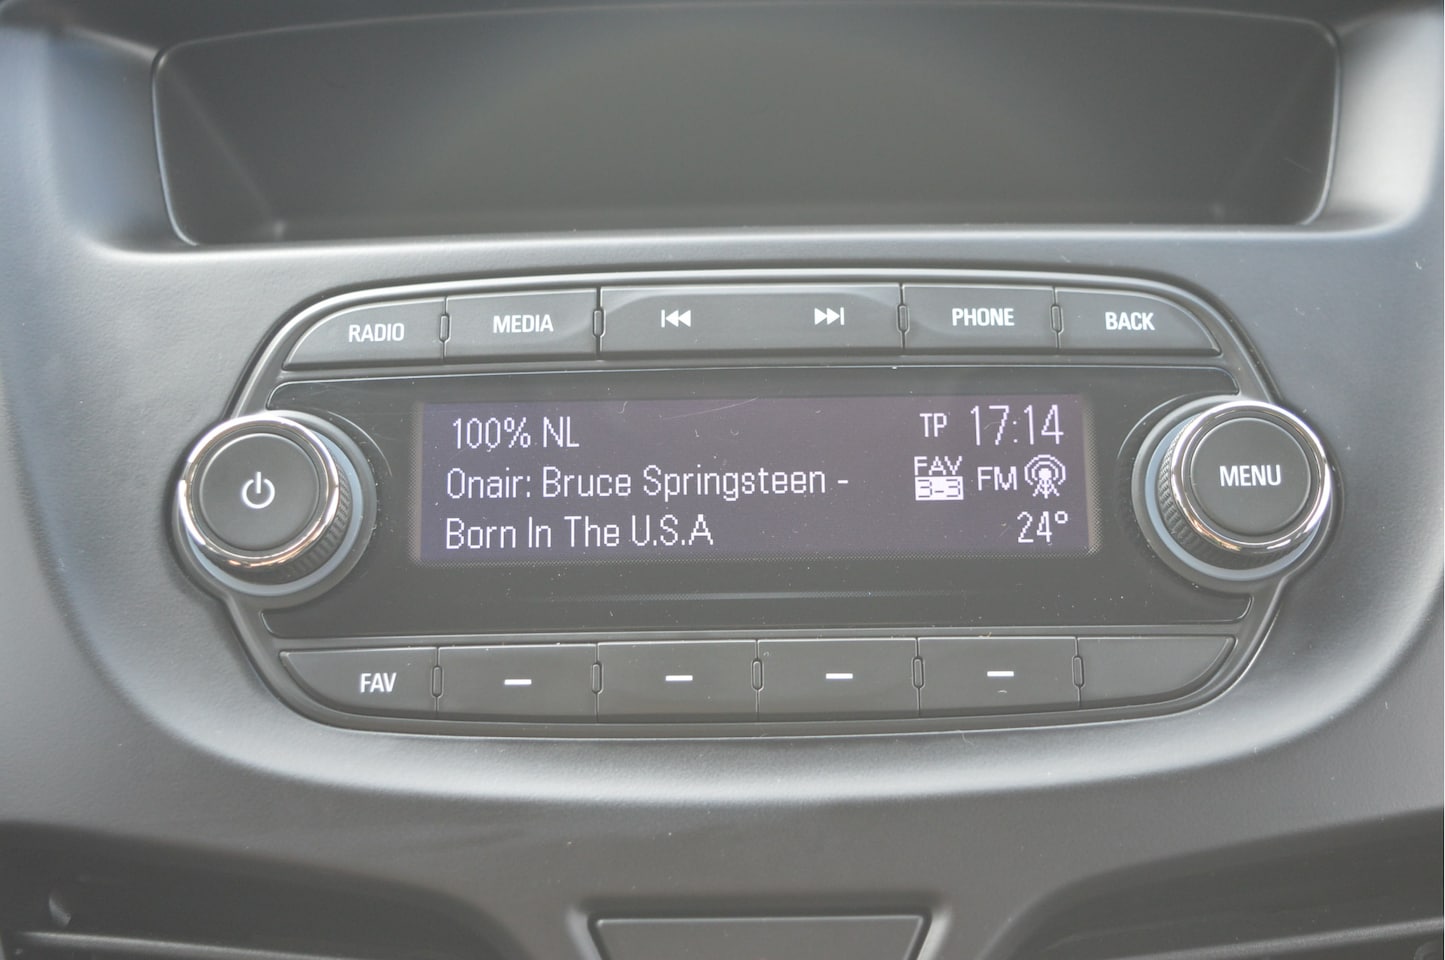 RADIO MEDIA PHONE BACK
100% NL TP 17:14
Onair: Bruce Springsteen - FAV 3-3 FM
Born In The U.S.A 24°
MENU
FAV